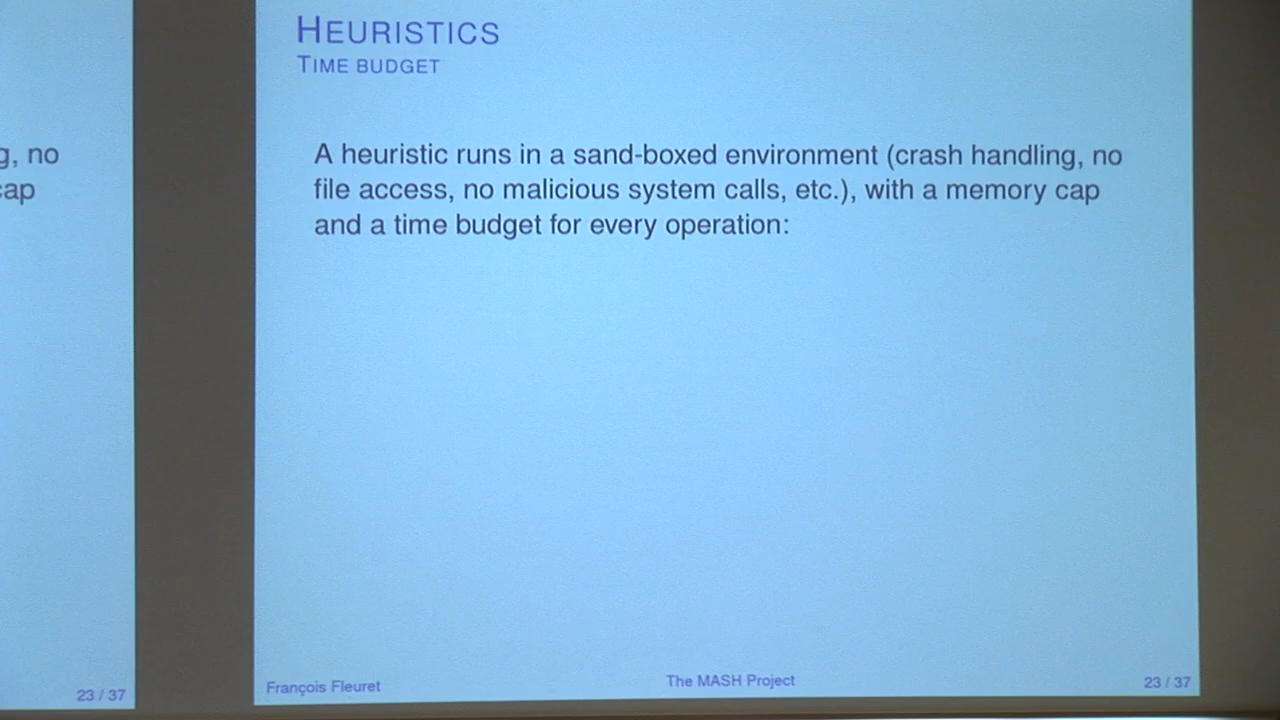 g, no
cap
23 / 37
HEURISTICS
TIME BUDGET
A heuristic runs in a sand-boxed environment (crash handling, no
file access, no malicious system calls, etc.), with a memory cap
and a time budget for every operation:
François Fleuret
The MASH Project
23 / 37